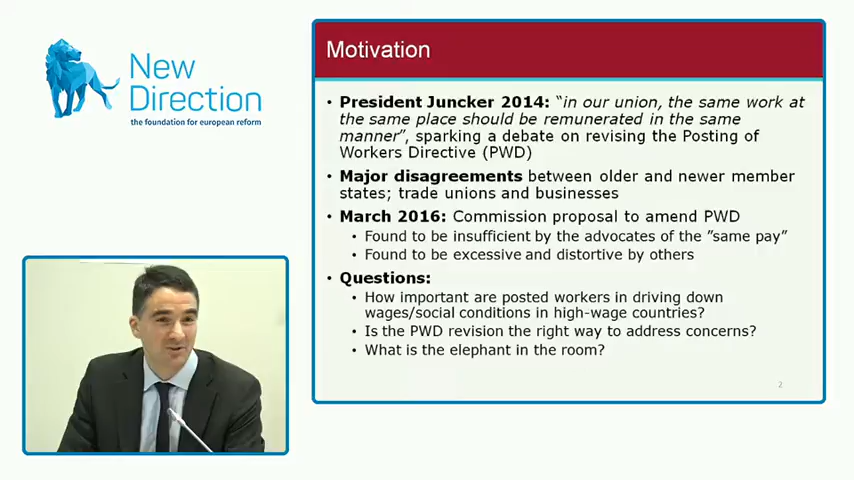 New
Direction
the foundation for european reform
Motivation
• President Juncker 2014: "in our union, the same work at
the same place should be remunerated in the same
manner", sparking a debate on revising the Posting of
Workers Directive (PWD)
• Major disagreements between older and newer member
states; trade unions and businesses
• March 2016: Commission proposal to amend PWD
• Found to be insufficient by the advocates of the "same pay"
• Found to be excessive and distortive by others
• Questions:
• How important are posted workers in driving down
wages/social conditions in high-wage countries?
• Is the PWD revision the right way to address concerns?
• What is the elephant in the room?
2